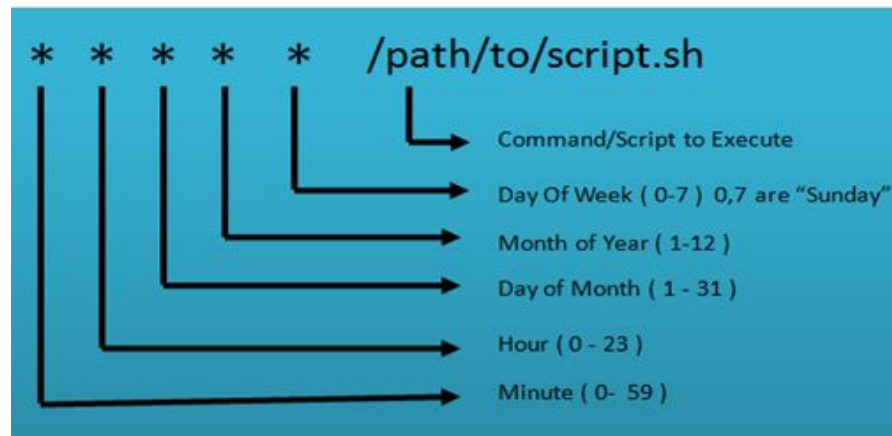 * * * * * /path/to/script.sh
Command/Script to Execute
Day Of Week ( 0-7 ) 0,7 are “Sunday”
Month of Year ( 1-12 )
Day of Month ( 1 - 31 )
Hour ( 0 - 23 )
Minute ( 0- 59 )